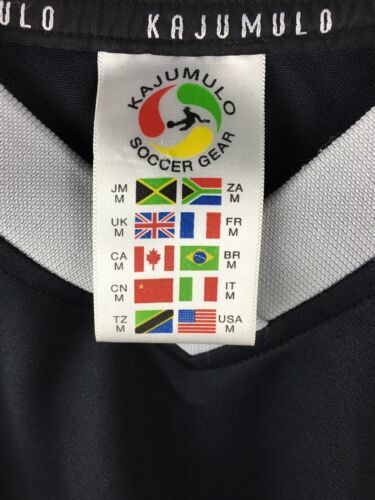 ULO KAJUMULO
KAJUMULO
SOCCER GEAR
JM ZA
M M
UK FR
M M
CA BR
M M
CN IT
M M
TZ USA
M M